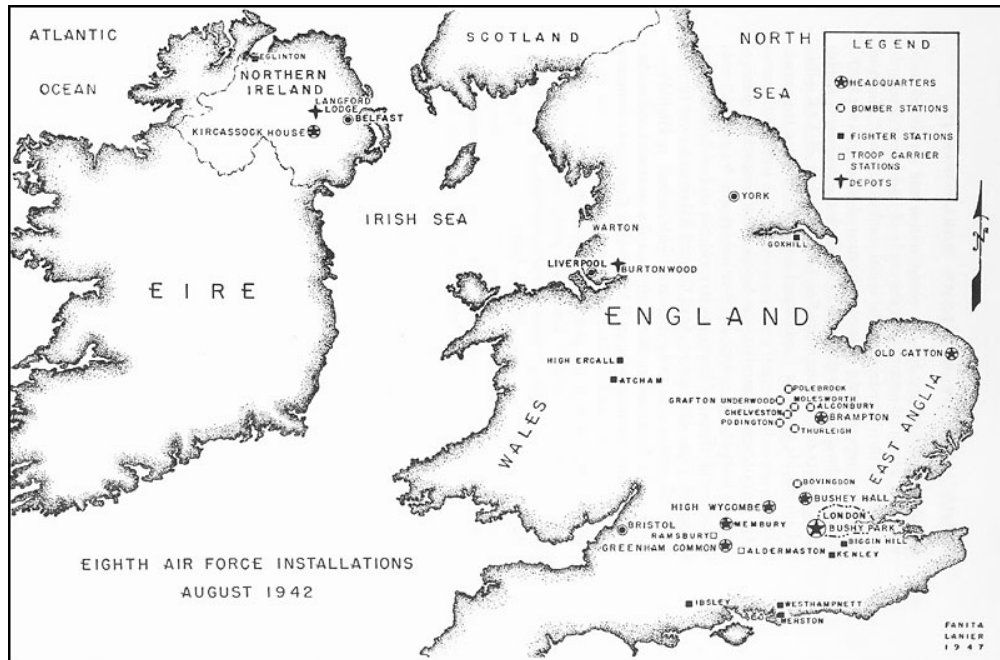 ATLANTIC
OCEAN
EGLINTON
NORTHERN
IRELAND
LANGFORD
LODGE
BELFAST
KIRCASSOCK HOUSE
SCOTLAND
NORTH
SEA
LEGEND
HEADQUARTERS
BOMBER STATIONS
FIGHTER STATIONS
TROOP CARRIER
STATIONS
DEPOTS
N
IRISH SEA
EIRE
YORK
WARTON
GOXHILL
LIVERPOOL
BURTONWOOD
ENGLAND
OLD CATTON
HIGH ERCALL
ATCHAM
POLEBROOK
GRAFTON UNDERWOOD
MOLESWORTH
CHELVESTON
ALCONBURY
BRAMPTON
PODINGTON
THURLEIGH
WALES
EAST ANGLIA
BOVINGDON
BUSHEY HALL
HIGH WYCOMBE
LONDON
BUSHY PARK
BRISTOL
MEMBURY
RAMSBURY
GREENHAM COMMON
ALDERMASTON
BIGGIN HILL
KENLEY
IBSLEY
WESTHAMPNETT
MERSTON
EIGHTH AIR FORCE INSTALLATIONS
AUGUST 1942
FANITA
LANIER
1947